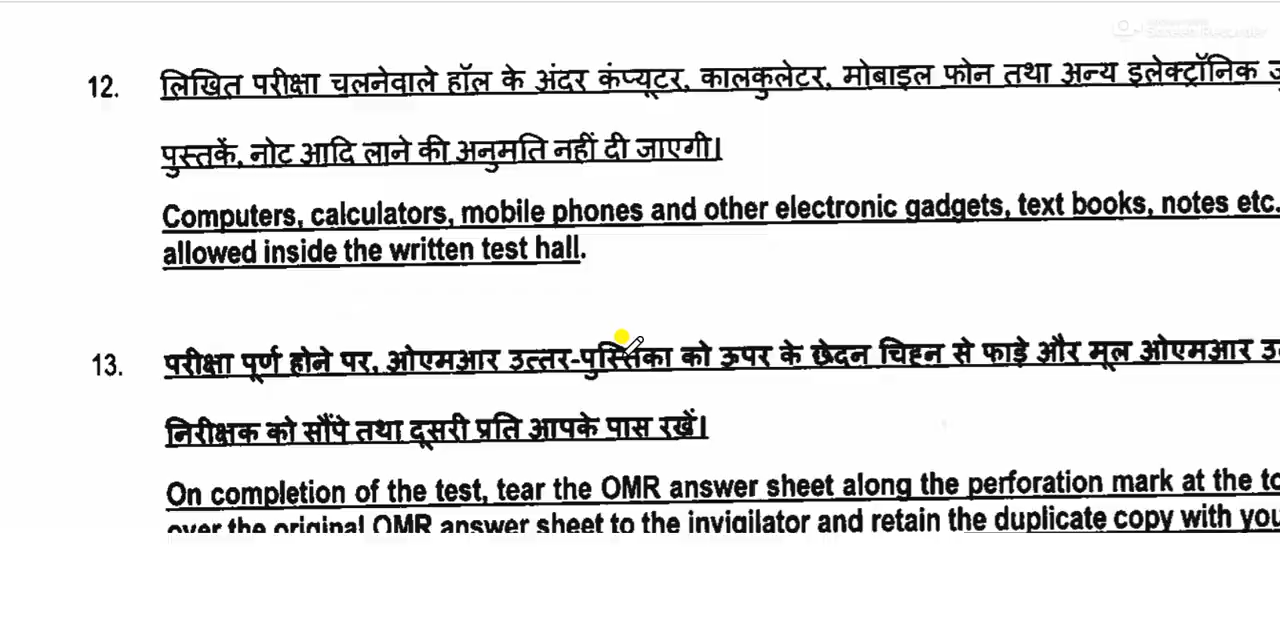 Screen Recorder
12. लिखित परीक्षा चलनेवाले हॉल के अंदर कंप्यूटर, कालकुलेटर, मोबाइल फोन तथा अन्य इलेक्ट्रॉनिक
पुस्तकें, नोट आदि लाने की अनुमति नहीं दी जाएगी।
Computers, calculators, mobile phones and other electronic gadgets, text books, notes etc.
allowed inside the written test hall.
13. परीक्षा पूर्ण होने पर, ओएमआर उत्तर-पुस्तिका को ऊपर के छेदन चिह्न से फाड़े और मूल ओएमआर
निरीक्षक को सौंपे तथा दूसरी प्रति आपके पास रखें।
On completion of the test, tear the OMR answer sheet along the perforation mark at the
over the original OMR answer sheet to the invigilator and retain the duplicate copy with